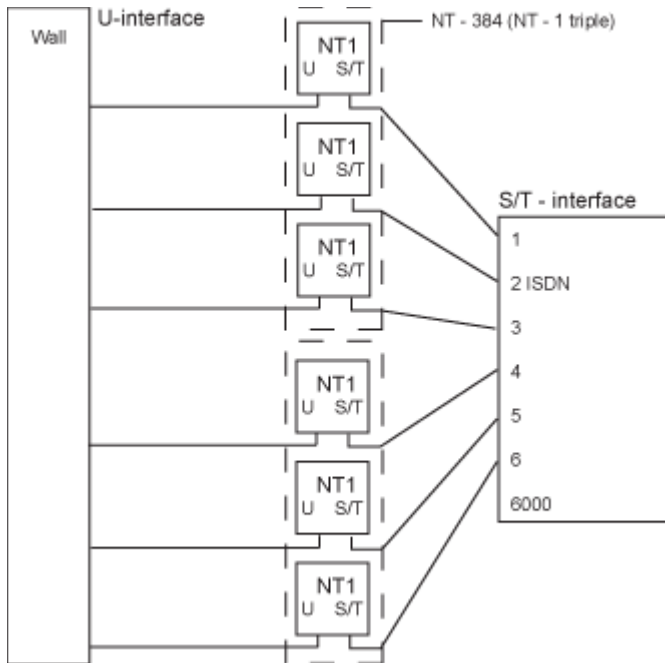 Wall
U-interface
NT - 384 (NT - 1 triple)
NT1
U S/T
NT1
U S/T
NT1
U S/T
NT1
U S/T
NT1
U S/T
NT1
U S/T
S/T - interface
1
2 ISDN
3
4
5
6
6000